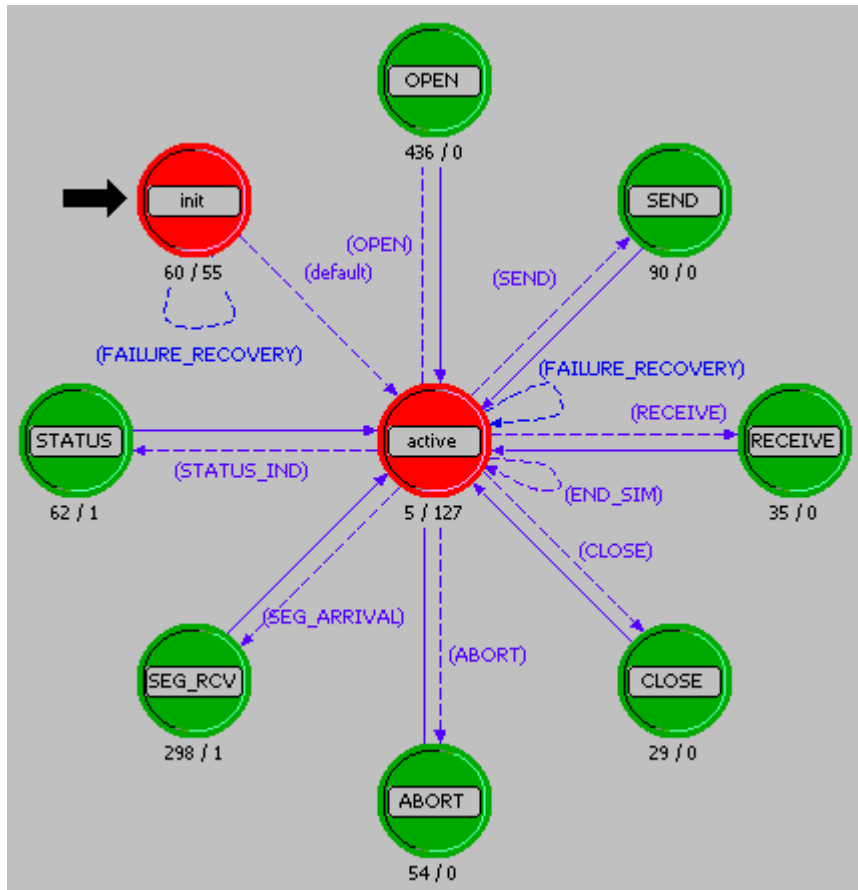 OPEN
436 / 0
init
60 / 55
SEND
90 / 0
(OPEN)
(default)
(SEND)
(FAILURE_RECOVERY)
(FAILURE_RECOVERY)
(RECEIVE)
STATUS
active
RECEIVE
(STATUS_IND)
(END_SIM)
62 / 1
5 / 127
35 / 0
(CLOSE)
(SEG_ARRIVAL)
(ABORT)
SEG_RCV
CLOSE
298 / 1
29 / 0
ABORT
54 / 0